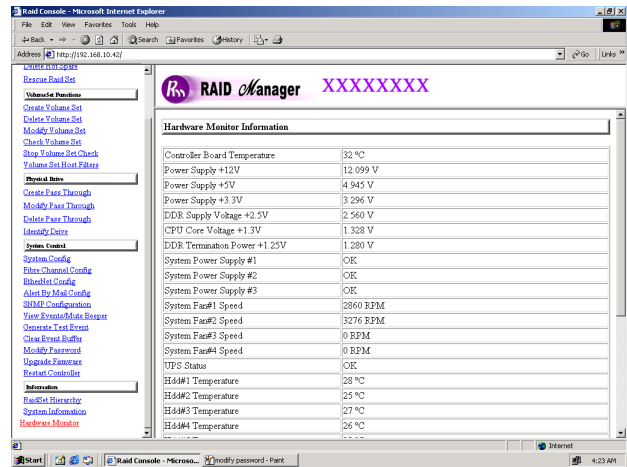 Raid Console - Microsoft Internet Explorer
File Edit View Favorites Tools Help
Back Search Favorites History
Address http://192.168.10.42/ Go Links »
Delete Hot Spare
Rescue Raid Set
VolumeSet Functions
Create Volume Set
Delete Volume Set
Modify Volume Set
Check Volume Set
Stop Volume Set Check
Volume Set Host Filters
Physical Drive
Create Pass Through
Modify Pass Through
Delete Pass Through
Identify Drive
System Control
System Config
Fibre Channel Config
EtherNet Config
Alert By Mail Config
SNMP Configuration
View Events/Mute Beeper
Generate Test Event
Clear Event Buffer
Modify Password
Upgrade Firmware
Restart Controller
Information
RaidSet Hierarchy
System Information
Hardware Monitor
Rm RAID Manager XXXXXXXX
Hardware Monitor Information
Controller Board Temperature 32 ºC
Power Supply +12V 12.099 V
Power Supply +5V 4.945 V
Power Supply +3.3V 3.296 V
DDR Supply Voltage +2.5V 2.560 V
CPU Core Voltage +1.3V 1.328 V
DDR Termination Power +1.25V 1.280 V
System Power Supply #1 OK
System Power Supply #2 OK
System Power Supply #3 OK
System Fan#1 Speed 2860 RPM
System Fan#2 Speed 3276 RPM
System Fan#3 Speed 0 RPM
System Fan#4 Speed 0 RPM
UPS Status OK
Hdd#1 Temperature 28 ºC
Hdd#2 Temperature 25 ºC
Hdd#3 Temperature 27 ºC
Hdd#4 Temperature 26 ºC
Internet
Start Raid Console - Microso... modify password - Paint 4:23 AM